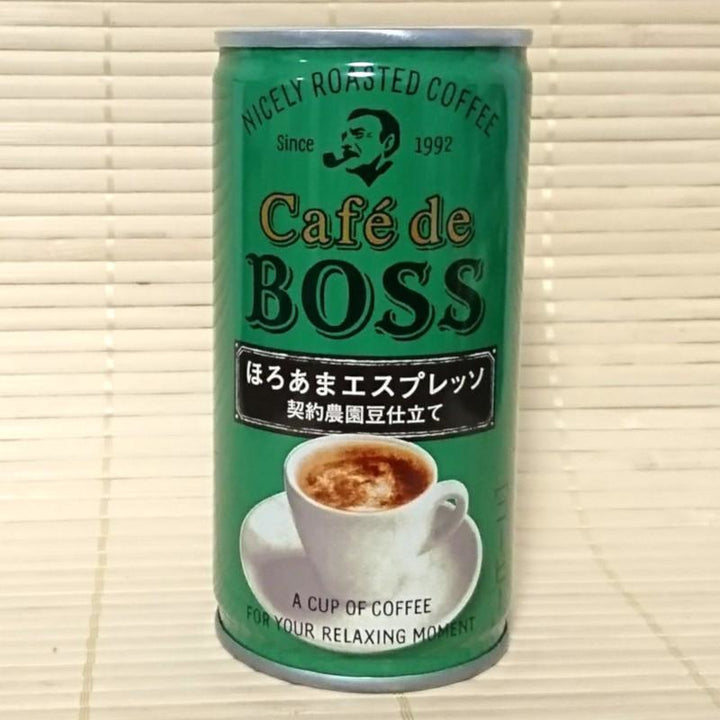 NICELY ROASTED COFFEE
Since 1992
Café de
BOSS
ほろあまエスプレッソ
契約農園豆仕立て
A CUP OF COFFEE
FOR YOUR RELAXING MOMENT